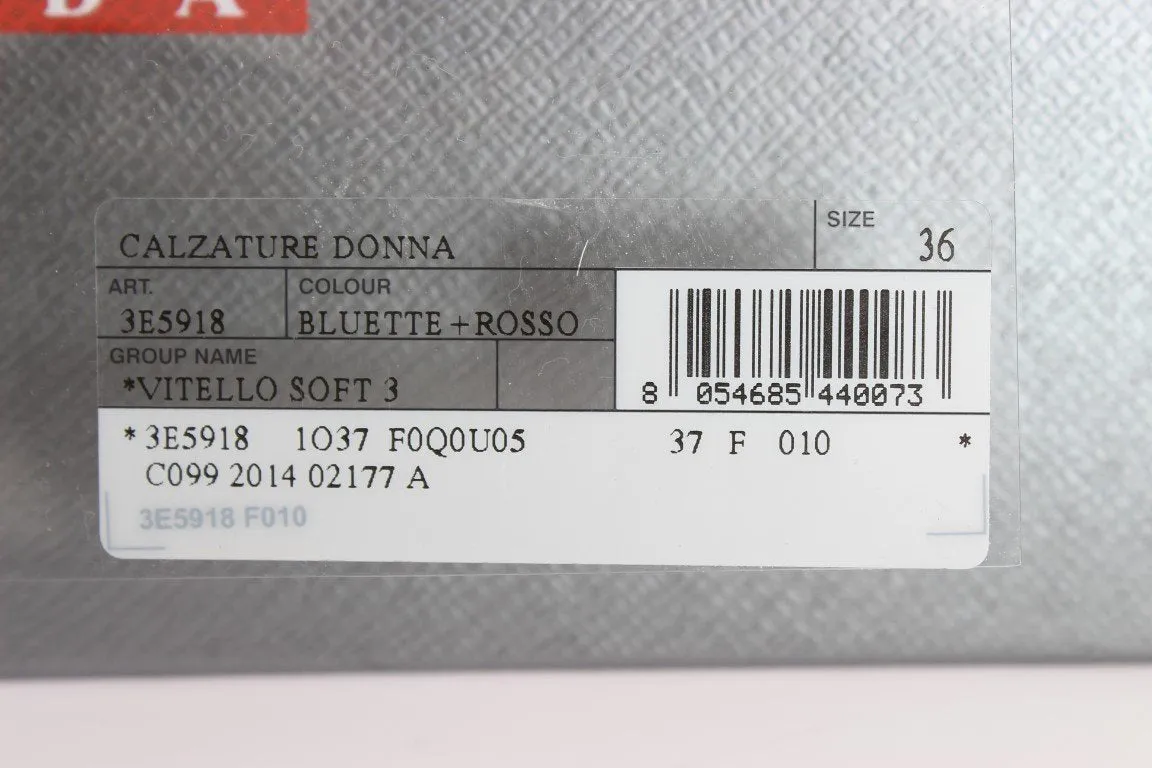 DA
CALZATURE DONNA
SIZE
36
ART.
3E5918
COLOUR
BLUETTE+ROSSO
GROUP NAME
*VITELLO SOFT 3
8 054685 440073
* 3E5918 1O37 F0Q0U05 37 F 010 *
C099 2014 02177 A
3E5918 F010